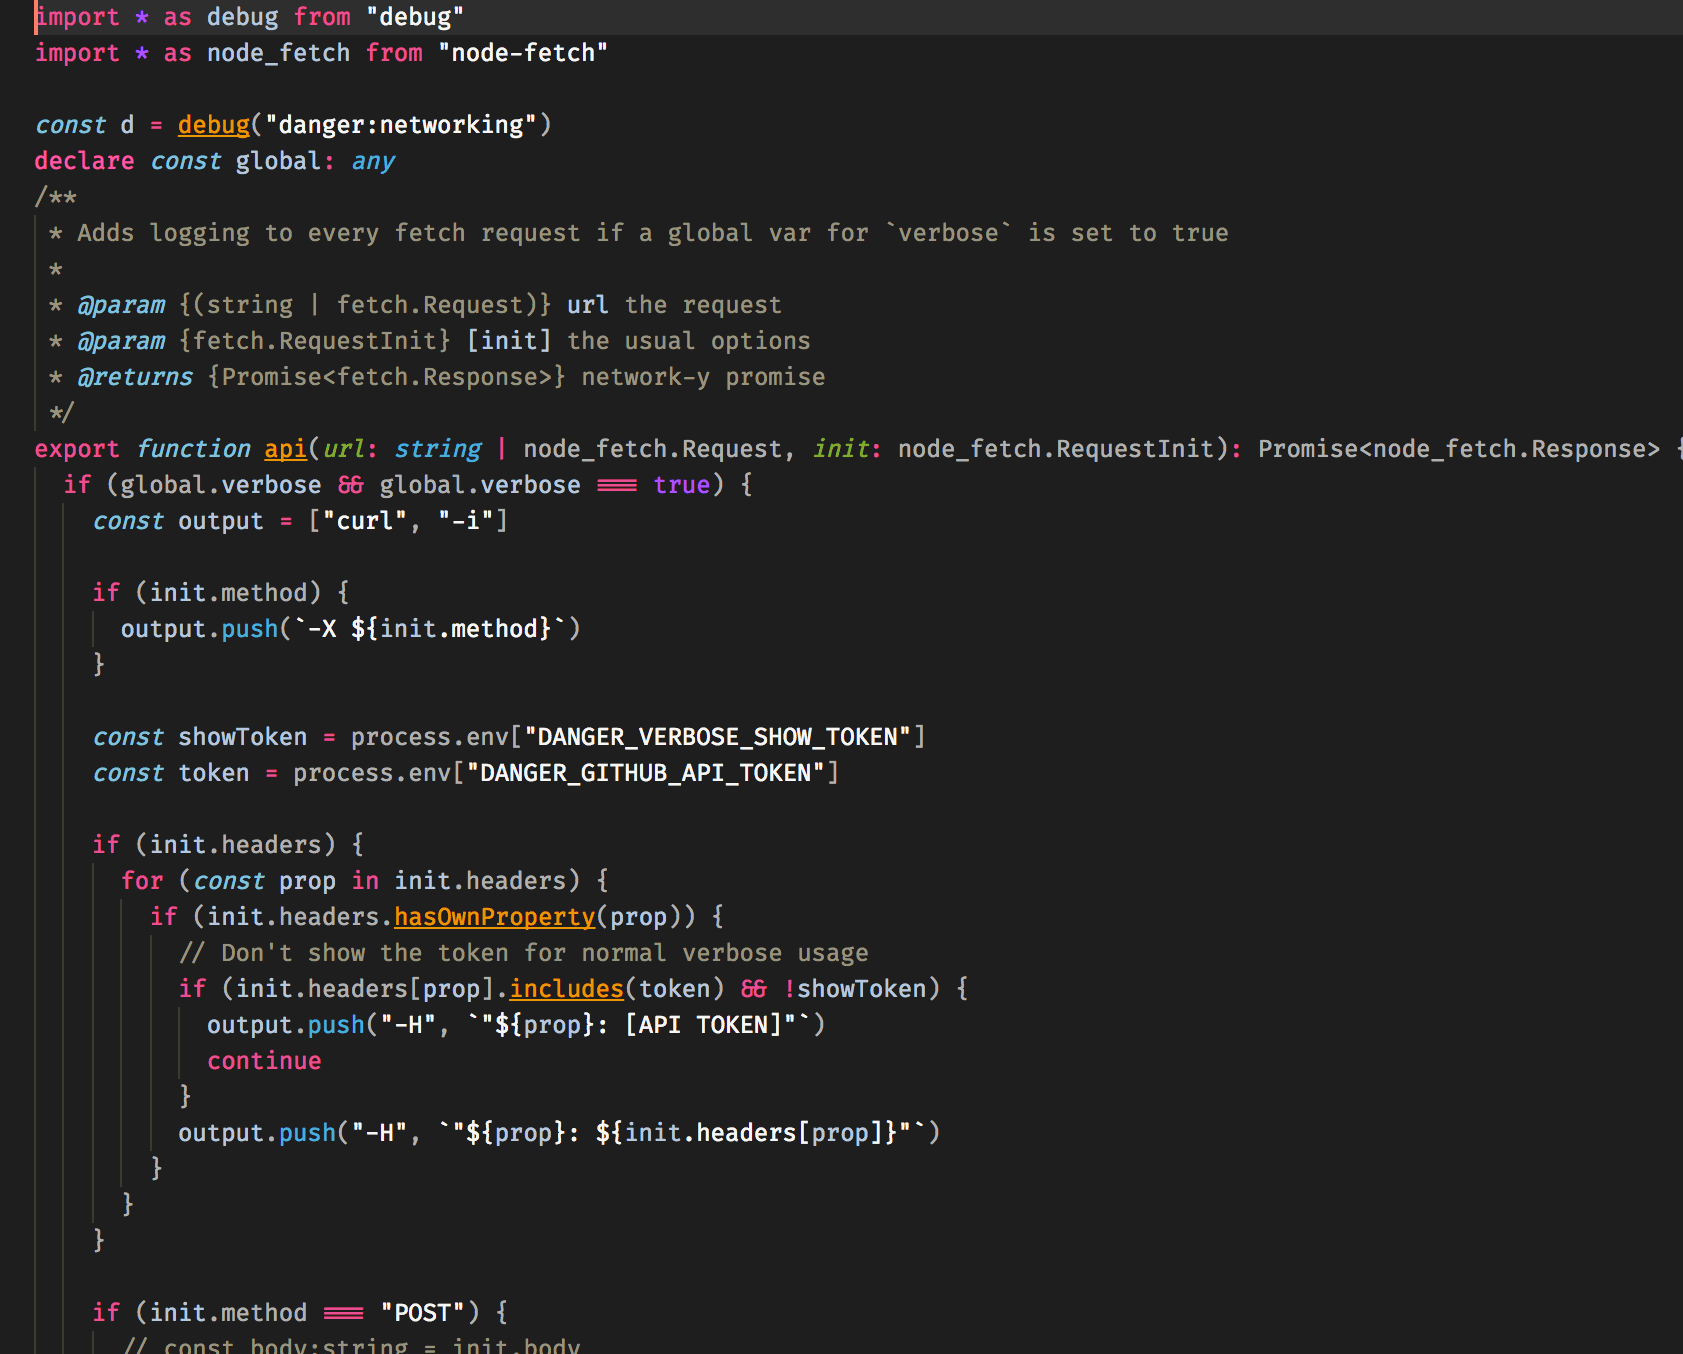 import * as debug from "debug"
import * as node_fetch from "node-fetch"
const d = debug("danger:networking")
declare const global: any
/**
 * Adds logging to every fetch request if a global var for `verbose` is set to true
 *
 * @param {(string | fetch.Request)} url the request
 * @param {fetch.RequestInit} [init] the usual options
 * @returns {Promise<fetch.Response>} network-y promise
 */
export function api(url: string | node_fetch.Request, init: node_fetch.RequestInit): Promise<node_fetch.Response> {
  if (global.verbose && global.verbose === true) {
    const output = ["curl", "-i"]
    if (init.method) {
      output.push(`-X ${init.method}`)
    }
    const showToken = process.env["DANGER_VERBOSE_SHOW_TOKEN"]
    const token = process.env["DANGER_GITHUB_API_TOKEN"]
    if (init.headers) {
      for (const prop in init.headers) {
        if (init.headers.hasOwnProperty(prop)) {
          // Don't show the token for normal verbose usage
          if (init.headers[prop].includes(token) && !showToken) {
            output.push("-H", `"${prop}: [API TOKEN]"`)
            continue
          }
          output.push("-H", `"${prop}: ${init.headers[prop]}"`)
        }
      }
    }
    if (init.method === "POST") {
      // const body:string = init.body